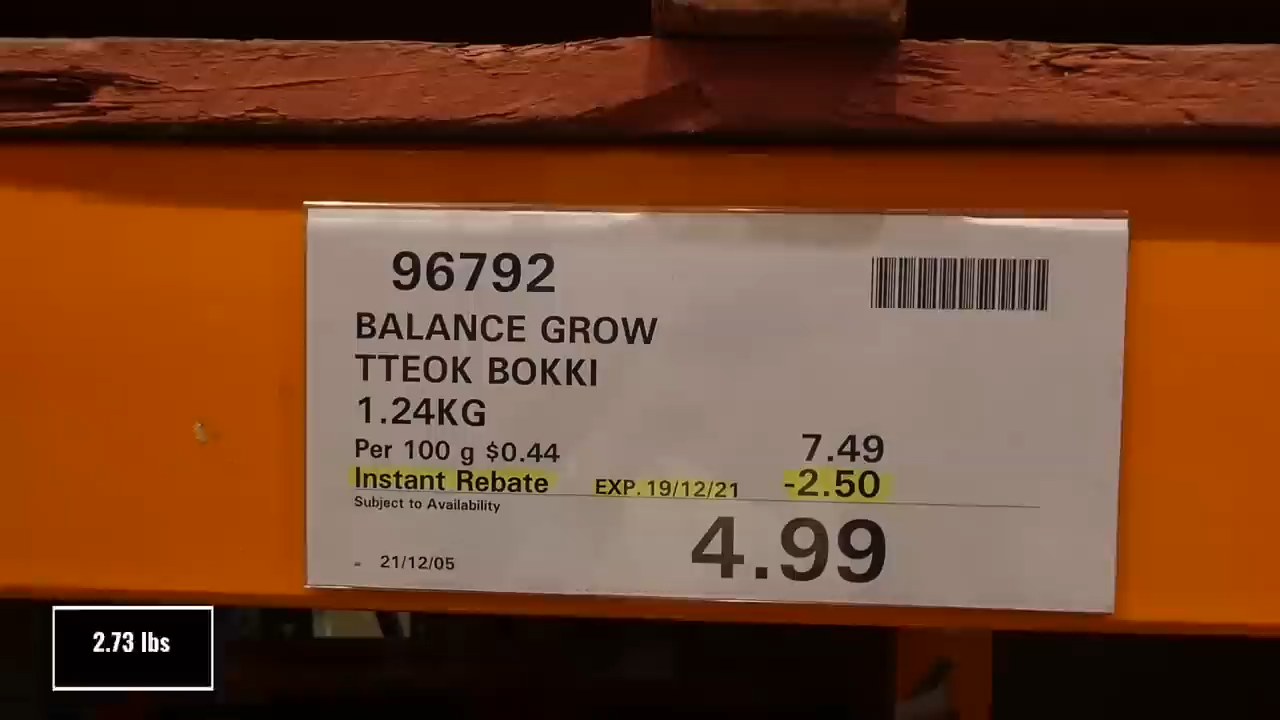 96792
BALANCE GROW
TTEOK BOKKI
1.24KG
Per 100 g $0.44 7.49
Instant Rebate EXP. 19/12/21 -2.50
Subject to Availability
4.99
21/12/05
2.73 lbs